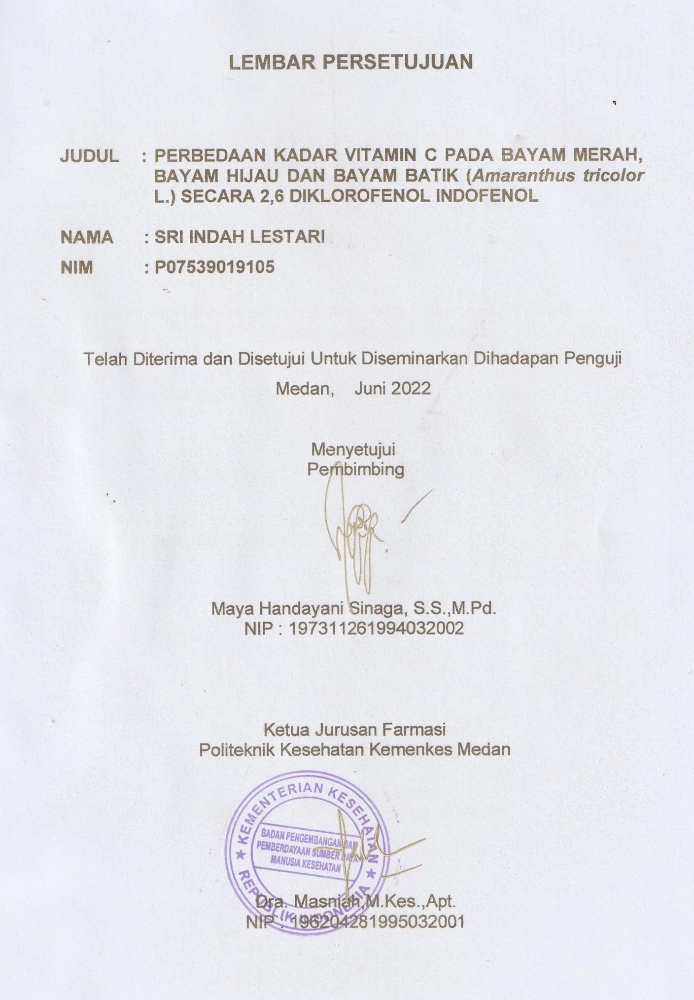 LEMBAR PERSETUJUAN
JUDUL : PERBEDAAN KADAR VITAMIN C PADA BAYAM MERAH,
BAYAM HIJAU DAN BAYAM BATIK (Amaranthus tricolor
L.) SECARA 2,6 DIKLOROFENOL INDOFENOL
NAMA : SRI INDAH LESTARI
NIM : P07539019105
Telah Diterima dan Disetujui Untuk Diseminarkan Dihadapan Penguji
Medan, Juni 2022
Menyetujui
Pembimbing
Maya Handayani Sinaga, S.S.,M.Pd.
NIP : 197311261994032002
Ketua Jurusan Farmasi
Politeknik Kesehatan Kemenkes Medan
KEMENTERIAN KESEHATAN
BADAN PENGEMBANGAN DAN
PEMBERDAYAAN SUMBER DAYA
MANUSIA KESEHATAN
REPUBLIK INDONESIA
Dra. Masniah,M.Kes.,Apt.
NIP : 196204281995032001